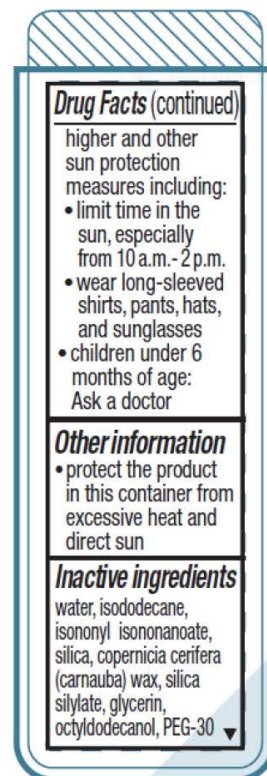 Drug Facts (continued)
higher and other
sun protection
measures including:
• limit time in the
sun, especially
from 10 a.m.- 2 p.m.
• wear long-sleeved
shirts, pants, hats,
and sunglasses
• children under 6
months of age:
Ask a doctor
Other information
• protect the product
in this container from
excessive heat and
direct sun
Inactive ingredients
water, isododecane,
isononyl isononanoate,
silica, copernicia cerifera
(carnauba) wax, silica
silylate, glycerin,
octyldodecanol, PEG-30 ▼